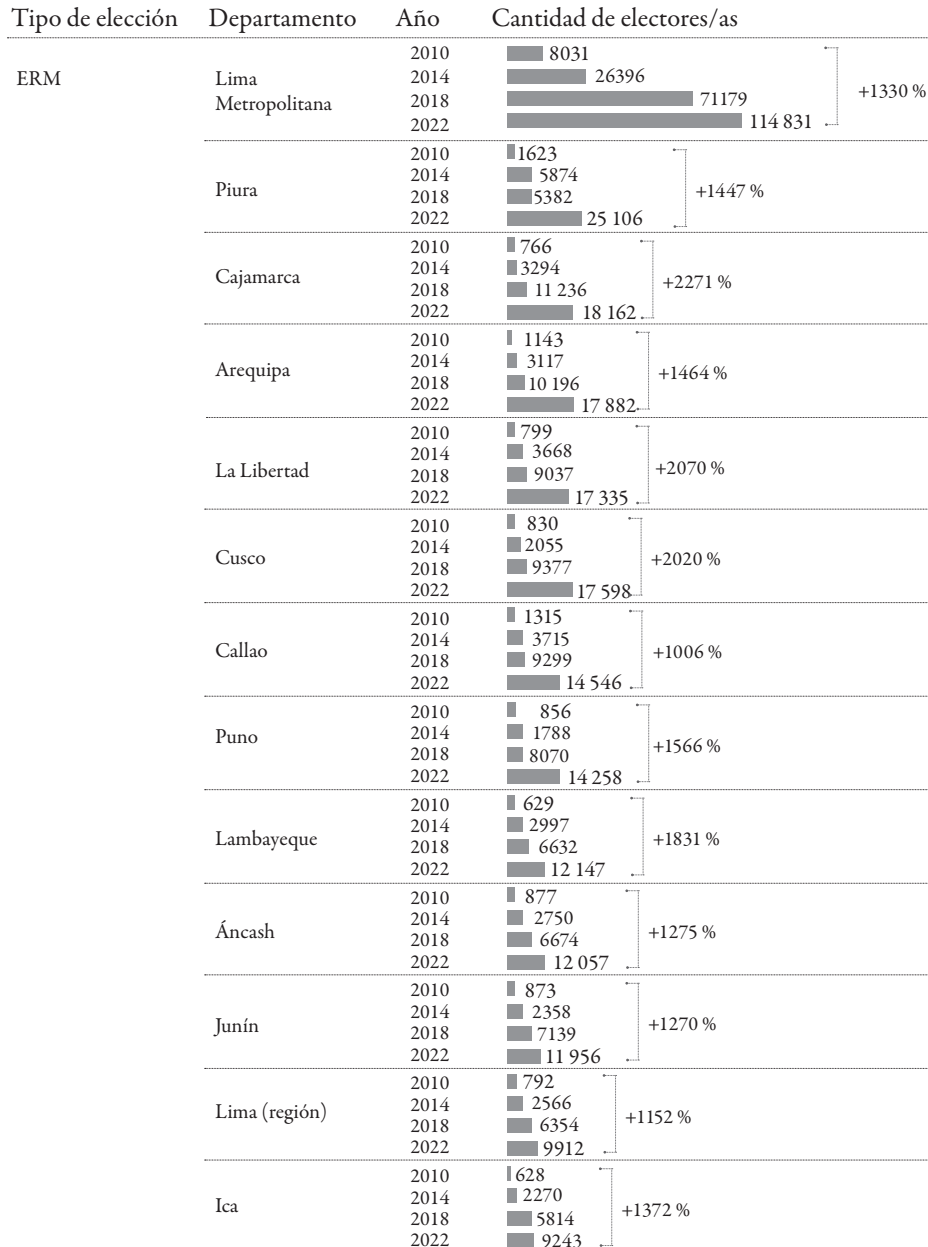 Tipo de elección Departamento Año Cantidad de electores/as
ERM
Lima
Metropolitana
2010 8031
2014 26396
2018 71179
2022 114 831
+1330 %
Piura
2010 1623
2014 5874
2018 5382
2022 25 106
+1447 %
Cajamarca
2010 766
2014 3294
2018 11 236
2022 18 162
+2271 %
Arequipa
2010 1143
2014 3117
2018 10 196
2022 17 882
+1464 %
La Libertad
2010 799
2014 3668
2018 9037
2022 17 335
+2070 %
Cusco
2010 830
2014 2055
2018 9377
2022 17 598
+2020 %
Callao
2010 1315
2014 3715
2018 9299
2022 14 546
+1006 %
Puno
2010 856
2014 1788
2018 8070
2022 14 258
+1566 %
Lambayeque
2010 629
2014 2997
2018 6632
2022 12 147
+1831 %
Áncash
2010 877
2014 2750
2018 6674
2022 12 057
+1275 %
Junín
2010 873
2014 2358
2018 7139
2022 11 956
+1270 %
Lima (región)
2010 792
2014 2566
2018 6354
2022 9912
+1152 %
Ica
2010 628
2014 2270
2018 5814
2022 9243
+1372 %